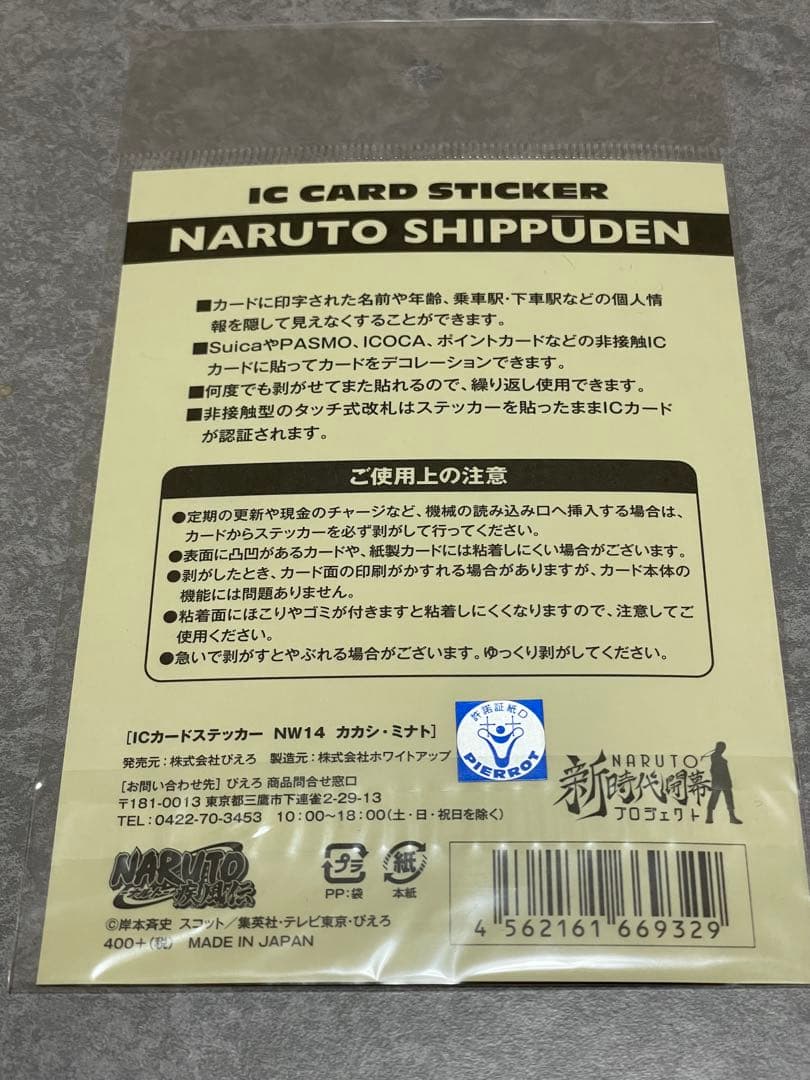 IC CARD STICKER
NARUTO SHIPPŪDEN
■カードに印字された名前や年齢、乗車駅・下車駅などの個人情
報を隠して見えなくすることができます。
■SuicaやPASMO、ICOCA、ポイントカードなどの非接触IC
カードに貼ってカードをデコレーションできます。
■何度でも剥がせてまた貼れるので、繰り返し使用できます。
■非接触型のタッチ式改札はステッカーを貼ったままICカード
が認証されます。
ご使用上の注意
●定期の更新や現金のチャージなど、機械の読み込み口へ挿入する場合は、
カードからステッカーを必ず剥がして行ってください。
●表面に凸凹があるカードや、紙製カードには粘着しにくい場合がございます。
●剥がしたとき、カード面の印刷がかすれる場合がありますが、カード本体の
機能には問題ありません。
●粘着面にほこりやゴミが付きますと粘着しにくくなりますので、注意してご
使用ください。
●急いで剥がすとやぶれる場合がございます。ゆっくり剥がしてください。
[ICカードステッカー NW14 カカシ・ミナト]
発売元:株式会社ぴえろ 製造元:株式会社ホワイトアップ
[お問い合わせ先] ぴえろ 商品問合せ窓口
〒181-0013 東京都三鷹市下連雀2-29-13
TEL:0422-70-3453 10:00〜18:00(土・日・祝日を除く)
許諾証紙D
PIERROT
NARUTO
新時代開幕
プロジェクト
NARUTO
-ナルト-
疾風伝
プラ
PP:袋
紙
本紙
©岸本斉史 スコット/集英社・テレビ東京・ぴえろ
400+(税) MADE IN JAPAN
4 562161 669329